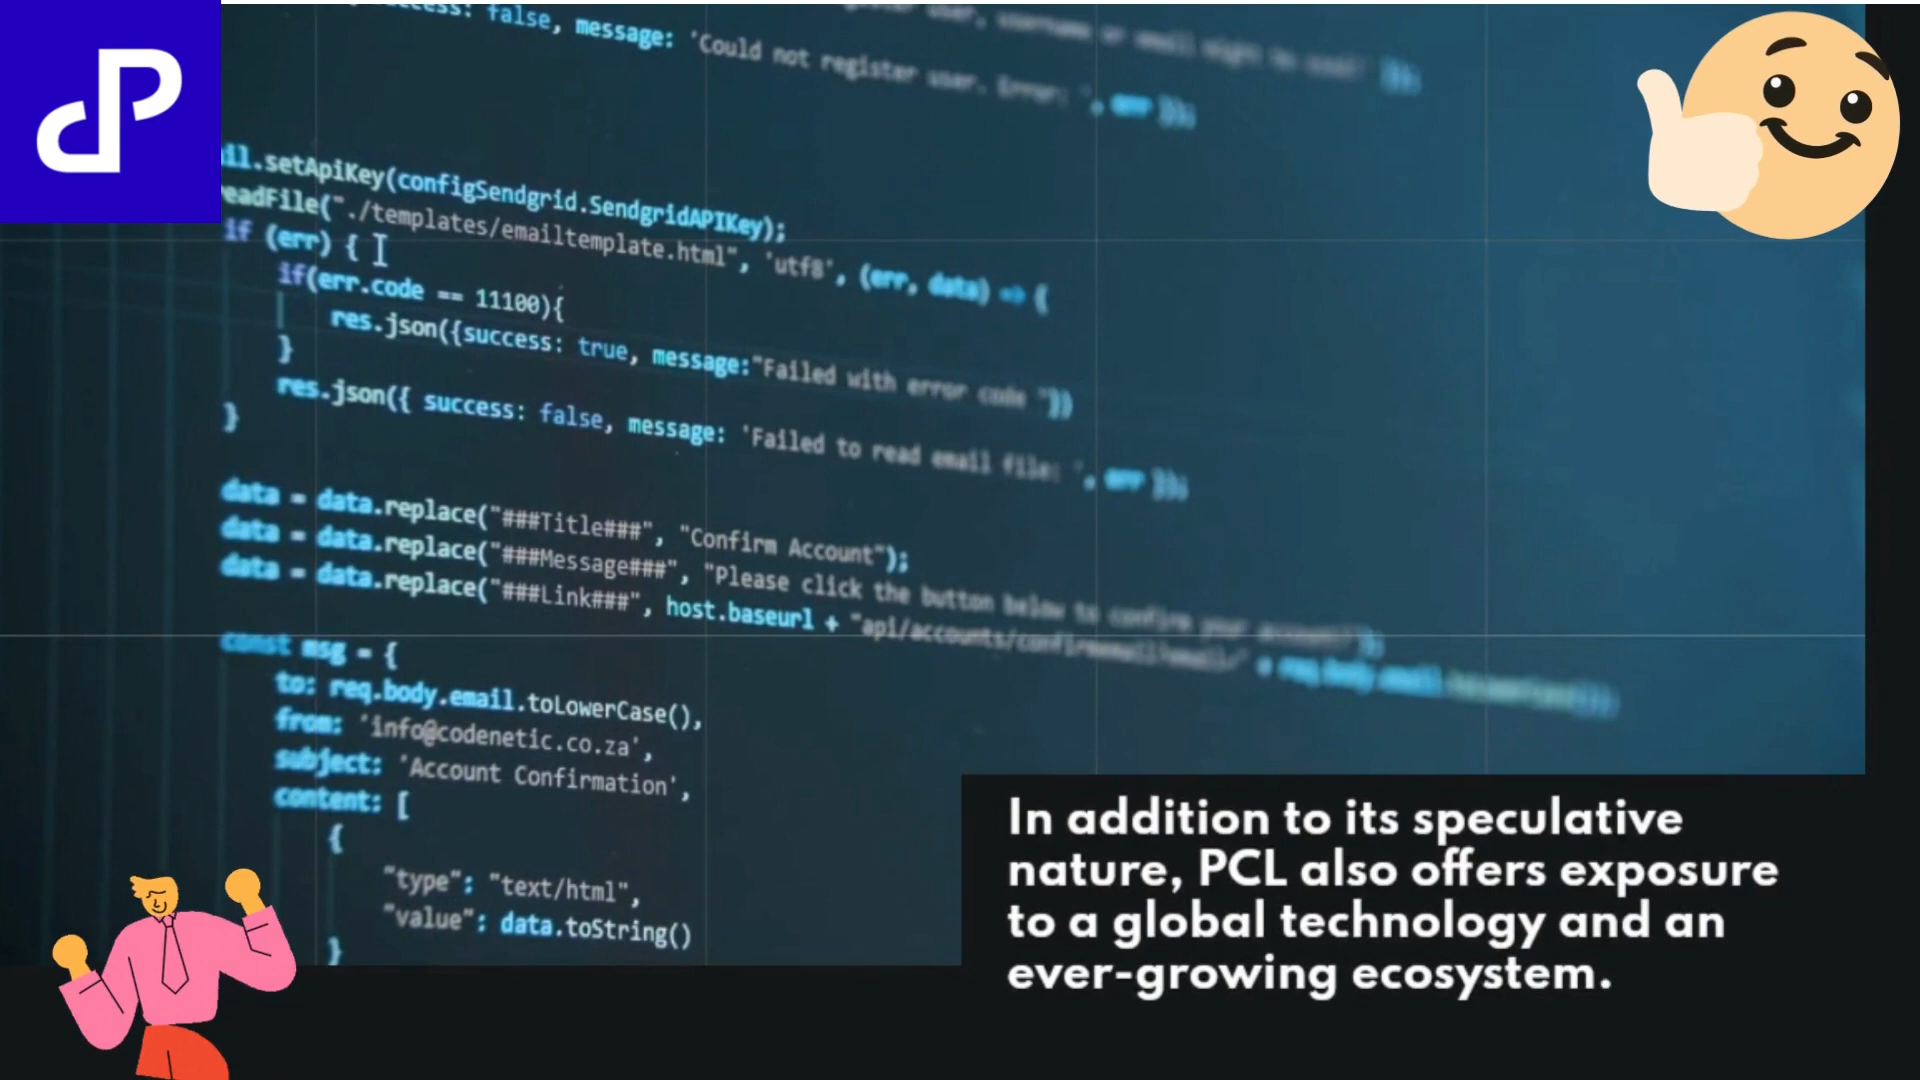 success: false, message: 'Could not register user. Error: ', err });
il.setApiKey(configSendgrid.SendgridAPIKey);
readFile("./templates/emailtemplate.html", 'utf8', (err, data) => {
if (err) {
if(err.code == 11100){
res.json({success: true, message:"Failed with error code "})
}
res.json({ success: false, message: 'Failed to read email file: ', err });
}
data = data.replace("###Title###", "Confirm Account");
data = data.replace("###Message###", "Please click the button below to confirm your account!");
data = data.replace("###Link###", host.baseurl + "api/accounts/confirmemail?email=" + req.body.email
const msg = {
to: req.body.email.toLowerCase(),
from: 'info@codenetic.co.za',
subject: 'Account Confirmation',
content: [
{
"type": "text/html",
"value": data.toString()
}
In addition to its speculative
nature, PCL also offers exposure
to a global technology and an
ever-growing ecosystem.